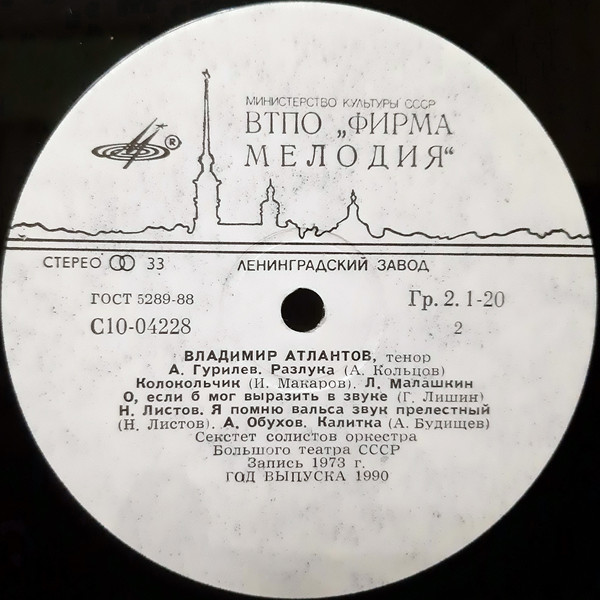 МИНИСТЕРСТВО КУЛЬТУРЫ СССР
ВТПО „ФИРМА
МЕЛОДИЯ“
®
СТЕРЕО 33 ЛЕНИНГРАДСКИЙ ЗАВОД
ГОСТ 5289-88 Гр. 2. 1-20
С10-04228 2
ВЛАДИМИР АТЛАНТОВ, тенор
А. Гурилев. Разлука (А. Кольцов)
Колокольчик (И. Макаров). Л. Малашкин
О, если б мог выразить в звуке (Г. Лишин)
Н. Листов. Я помню вальса звук прелестный
(Н. Листов). А. Обухов. Калитка (А. Будищев)
Секстет солистов оркестра
Большого театра СССР
Запись 1973 г.
ГОД ВЫПУСКА 1990